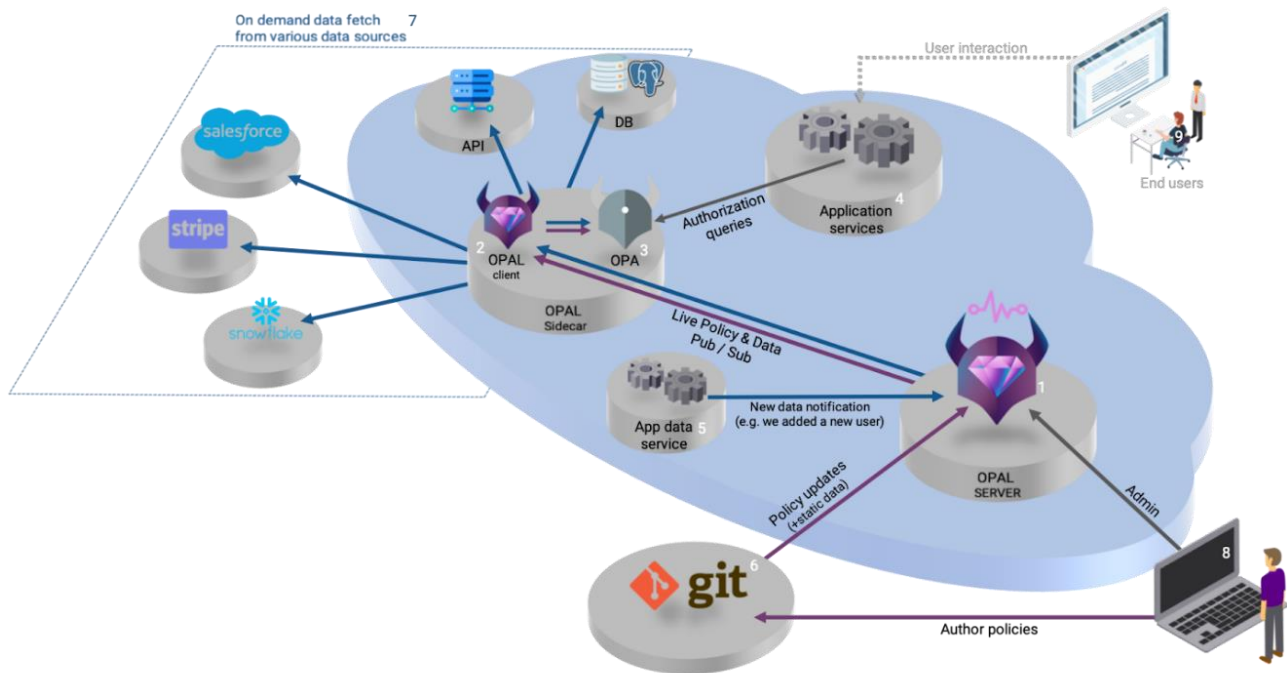 On demand data fetch 7
from various data sources
User interaction
salesforce
API
DB
9
End users
stripe
Authorization
queries
4
Application
services
2
OPAL
client
3
OPA
snowflake
OPAL
Sidecar
Live Policy & Data
Pub / Sub
1
App data
service
5
New data notification
(e.g. we added a new user)
OPAL
SERVER
Policy updates
(+static data)
Admin
6
git
8
Author policies